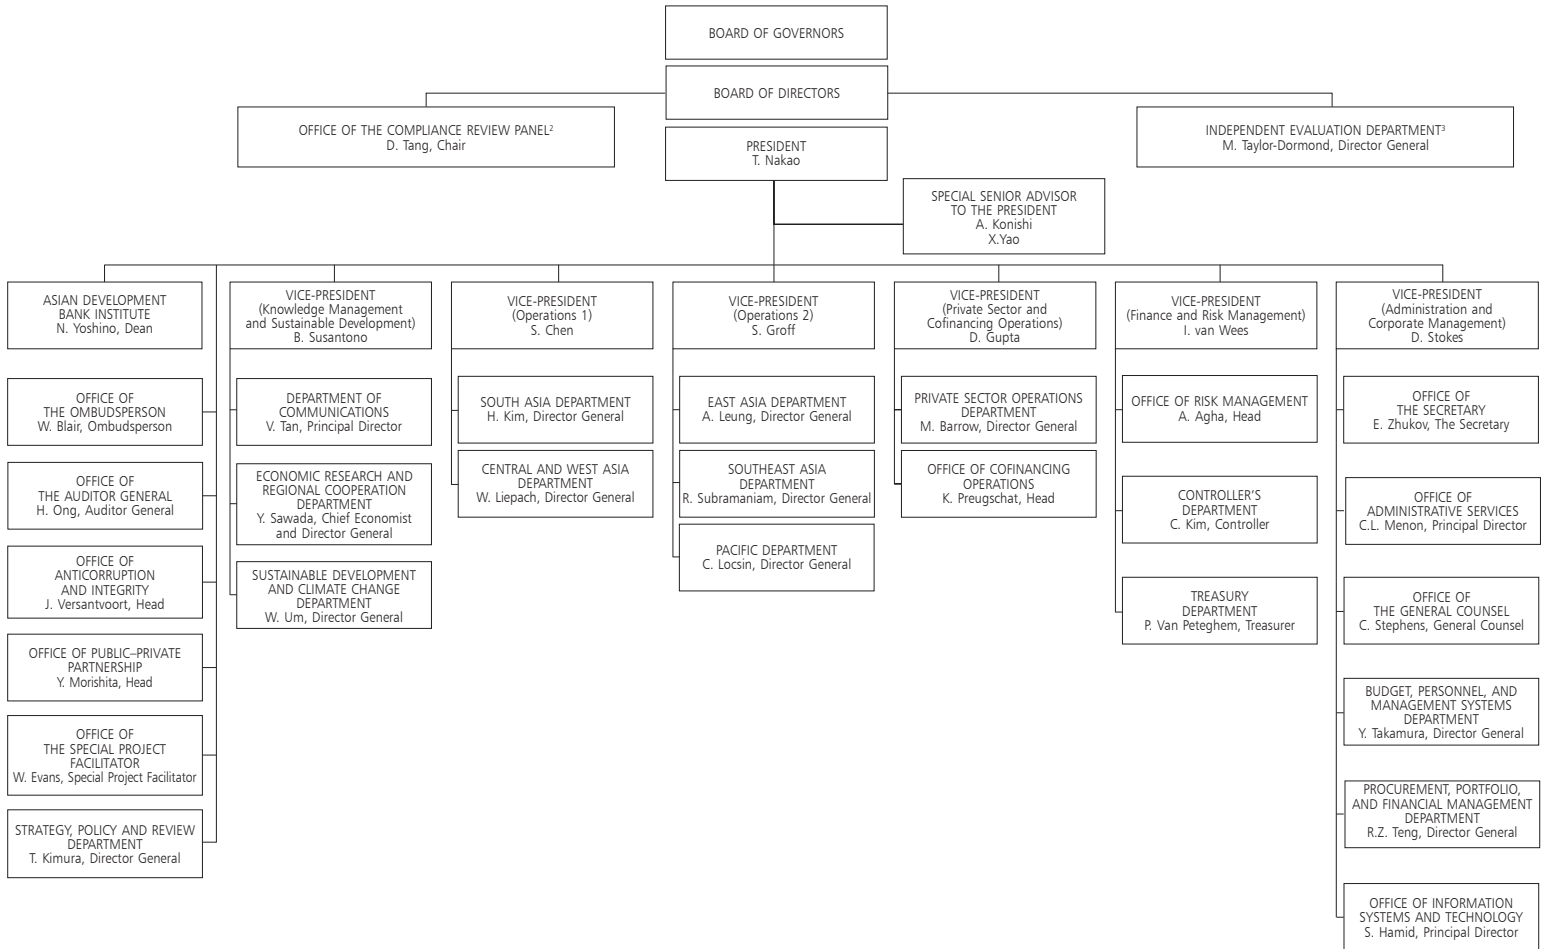 BOARD OF GOVERNORS
BOARD OF DIRECTORS
OFFICE OF THE COMPLIANCE REVIEW PANEL²
D. Tang, Chair
INDEPENDENT EVALUATION DEPARTMENT³
M. Taylor-Dormond, Director General
PRESIDENT
T. Nakao
SPECIAL SENIOR ADVISOR
TO THE PRESIDENT
A. Konishi
X.Yao
ASIAN DEVELOPMENT
BANK INSTITUTE
N. Yoshino, Dean
OFFICE OF
THE OMBUDSPERSON
W. Blair, Ombudsperson
OFFICE OF
THE AUDITOR GENERAL
H. Ong, Auditor General
OFFICE OF
ANTICORRUPTION
AND INTEGRITY
J. Versantvoort, Head
OFFICE OF PUBLIC–PRIVATE
PARTNERSHIP
Y. Morishita, Head
OFFICE OF
THE SPECIAL PROJECT
FACILITATOR
W. Evans, Special Project Facilitator
STRATEGY, POLICY AND REVIEW
DEPARTMENT
T. Kimura, Director General
VICE-PRESIDENT
(Knowledge Management
and Sustainable Development)
B. Susantono
DEPARTMENT OF
COMMUNICATIONS
V. Tan, Principal Director
ECONOMIC RESEARCH AND
REGIONAL COOPERATION
DEPARTMENT
Y. Sawada, Chief Economist
and Director General
SUSTAINABLE DEVELOPMENT
AND CLIMATE CHANGE
DEPARTMENT
W. Um, Director General
VICE-PRESIDENT
(Operations 1)
S. Chen
SOUTH ASIA DEPARTMENT
H. Kim, Director General
CENTRAL AND WEST ASIA
DEPARTMENT
W. Liepach, Director General
VICE-PRESIDENT
(Operations 2)
S. Groff
EAST ASIA DEPARTMENT
A. Leung, Director General
SOUTHEAST ASIA
DEPARTMENT
R. Subramaniam, Director General
PACIFIC DEPARTMENT
C. Locsin, Director General
VICE-PRESIDENT
(Private Sector and
Cofinancing Operations)
D. Gupta
PRIVATE SECTOR OPERATIONS
DEPARTMENT
M. Barrow, Director General
OFFICE OF COFINANCING
OPERATIONS
K. Preugschat, Head
VICE-PRESIDENT
(Finance and Risk Management)
I. van Wees
OFFICE OF RISK MANAGEMENT
A. Agha, Head
CONTROLLER'S
DEPARTMENT
C. Kim, Controller
TREASURY
DEPARTMENT
P. Van Peteghem, Treasurer
VICE-PRESIDENT
(Administration and
Corporate Management)
D. Stokes
OFFICE OF
THE SECRETARY
E. Zhukov, The Secretary
OFFICE OF
ADMINISTRATIVE SERVICES
C.L. Menon, Principal Director
OFFICE OF
THE GENERAL COUNSEL
C. Stephens, General Counsel
BUDGET, PERSONNEL, AND
MANAGEMENT SYSTEMS
DEPARTMENT
Y. Takamura, Director General
PROCUREMENT, PORTFOLIO,
AND FINANCIAL MANAGEMENT
DEPARTMENT
R.Z. Teng, Director General
OFFICE OF INFORMATION
SYSTEMS AND TECHNOLOGY
S. Hamid, Principal Director